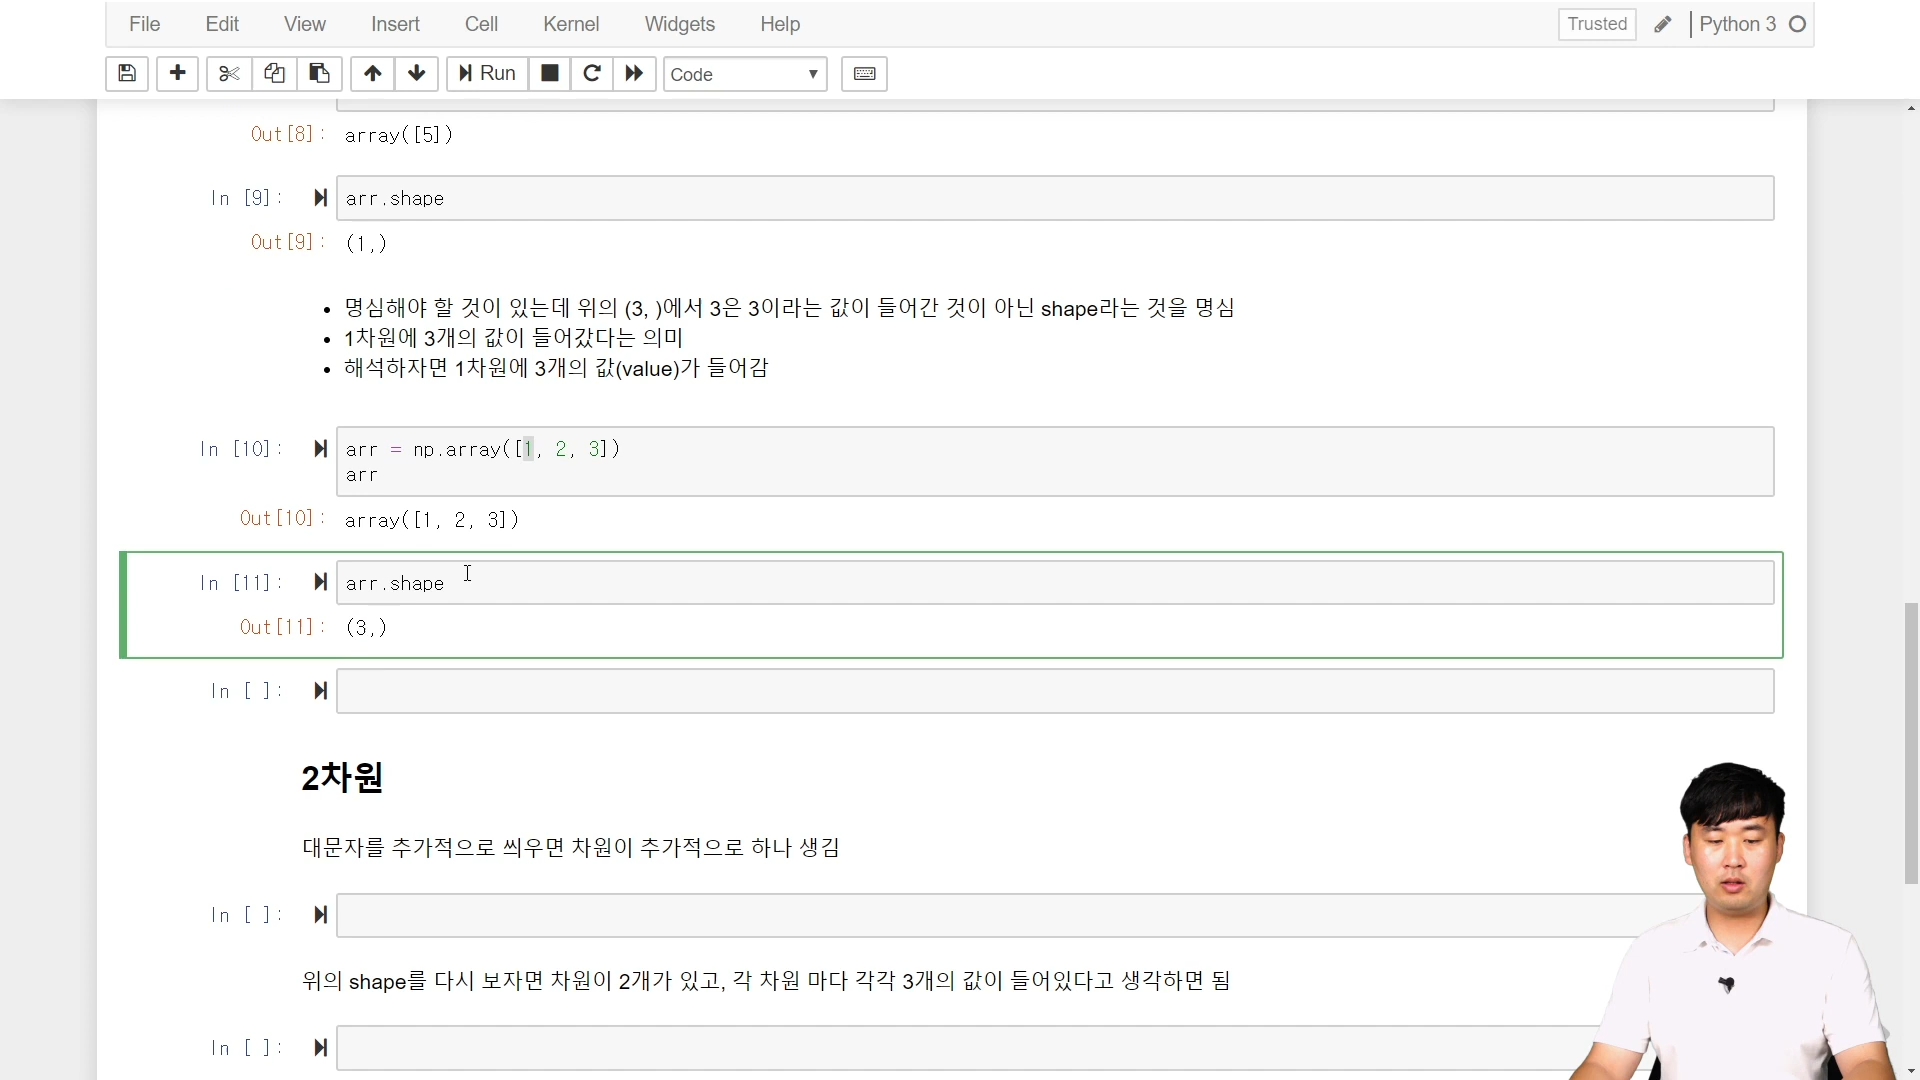 File Edit View Insert Cell Kernel Widgets Help Trusted Python 3
Run Code
Out[8]: array([5])
In [9]: arr.shape
Out[9]: (1,)
• 명심해야 할 것이 있는데 위의 (3, )에서 3은 3이라는 값이 들어간 것이 아닌 shape라는 것을 명심
• 1차원에 3개의 값이 들어갔다는 의미
• 해석하자면 1차원에 3개의 값(value)가 들어감
In [10]: arr = np.array([1, 2, 3])
arr
Out[10]: array([1, 2, 3])
In [11]: arr.shape
Out[11]: (3,)
In [ ]:
2차원
대문자를 추가적으로 씌우면 차원이 추가적으로 하나 생김
In [ ]:
위의 shape를 다시 보자면 차원이 2개가 있고, 각 차원 마다 각각 3개의 값이 들어있다고 생각하면 됨
In [ ]: